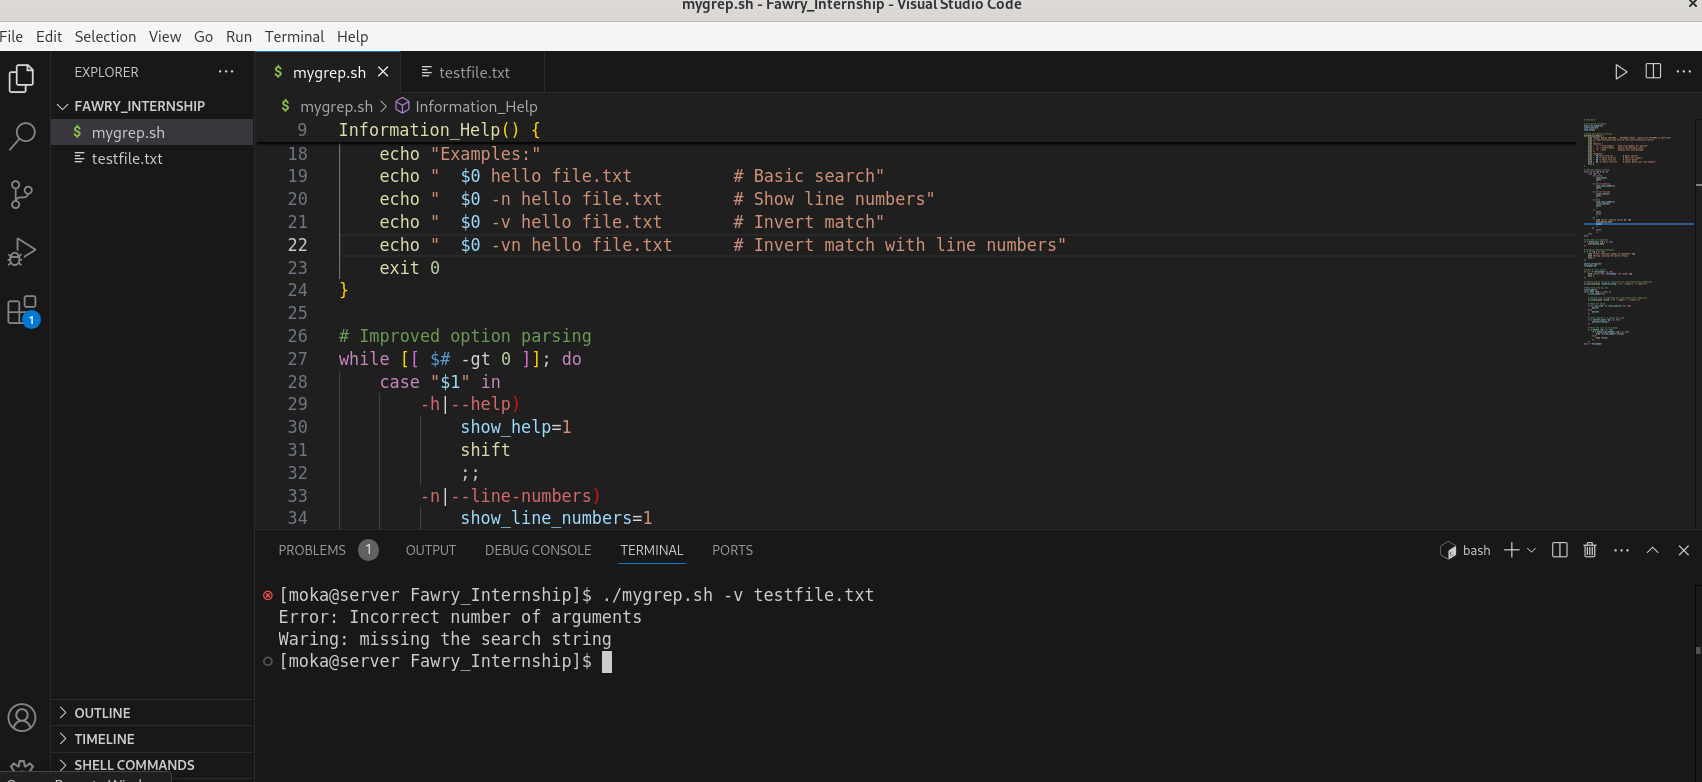 mygrep.sh - Fawry_Internship - Visual Studio Code
File Edit Selection View Go Run Terminal Help
EXPLORER
FAWRY_INTERNSHIP
$ mygrep.sh
testfile.txt
1
OUTLINE
TIMELINE
SHELL COMMANDS
$ mygrep.sh
testfile.txt
$ mygrep.sh > Information_Help
9 Information_Help() {
18 echo "Examples:"
19 echo "  $0 hello file.txt          # Basic search"
20 echo "  $0 -n hello file.txt       # Show line numbers"
21 echo "  $0 -v hello file.txt       # Invert match"
22 echo "  $0 -vn hello file.txt      # Invert match with line numbers"
23 exit 0
24 }
25
26 # Improved option parsing
27 while [[ $# -gt 0 ]]; do
28 case "$1" in
29 -h|--help)
30 show_help=1
31 shift
32 ;;
33 -n|--line-numbers)
34 show_line_numbers=1
PROBLEMS 1 OUTPUT DEBUG CONSOLE TERMINAL PORTS
bash
[moka@server Fawry_Internship]$ ./mygrep.sh -v testfile.txt
Error: Incorrect number of arguments
Waring: missing the search string
[moka@server Fawry_Internship]$